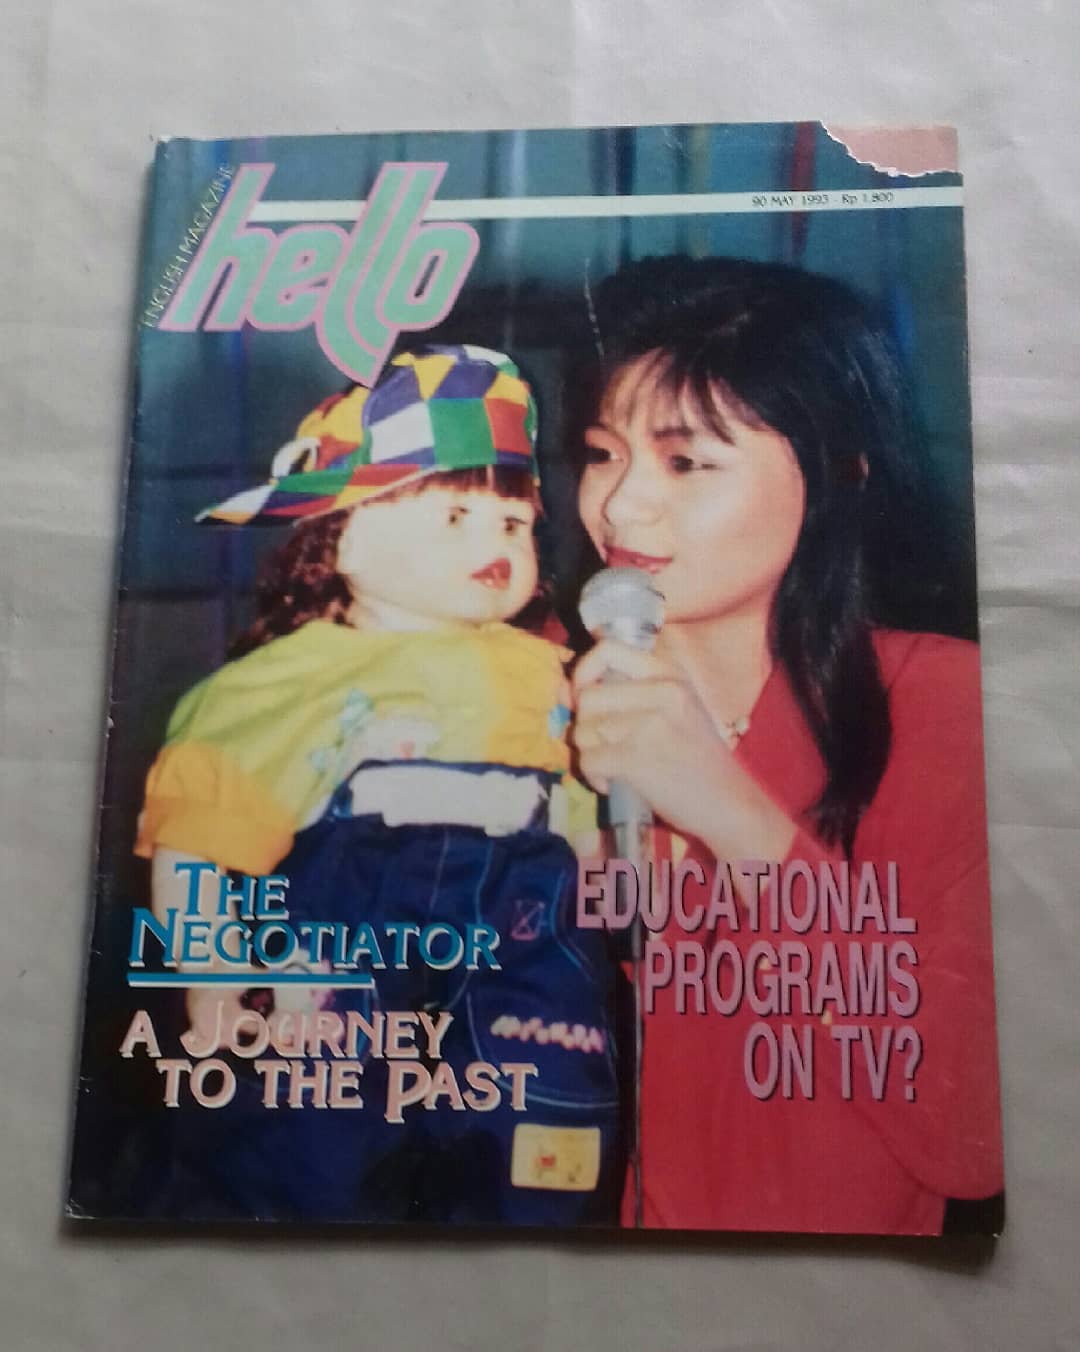 ENGLISH MAGAZINE
hello
90 MAY 1993 - Rp 1.800
THE
NEGOTIATOR
A JOURNEY
TO THE PAST
EDUCATIONAL
PROGRAMS
ON TV?